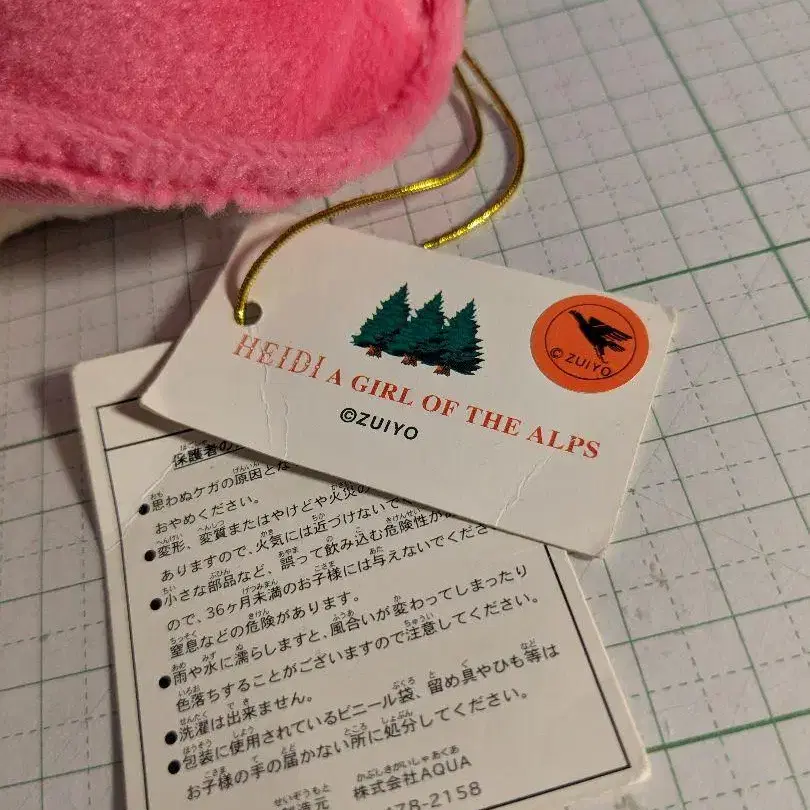 HEIDI A GIRL OF THE ALPS
©ZUIYO
©ZUIYO
保護者の
思わぬケガの原因とな
おやめください。
変形、変質またはやけどや火災の
ありますので、火気には近づけないで
小さな部品など、誤って飲み込む危険性が
ので、36ヶ月未満のお子様には与えないでくださ
窒息などの危険があります。
雨や水に濡らしますと、風合いが変わってしまったり
色落ちすることがございますので注意してください。
洗濯は出来ません。
包装に使用されているビニール袋、留め具やひも等は
お子様の手の届かない所に処分してください。
株式会社AQUA
78-2158